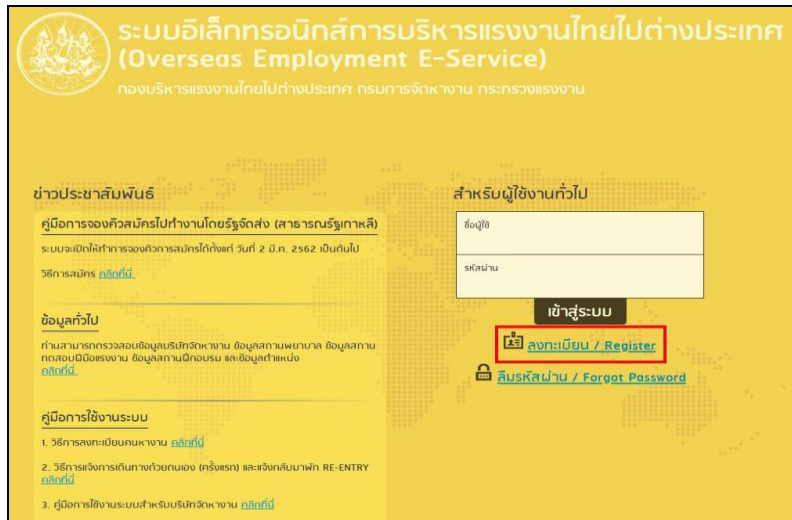 ระบบอิเล็กทรอนิกส์การบริหารแรงงานไทยไปต่างประเทศ
(Overseas Employment E-Service)
กองบริหารแรงงานไทยไปต่างประเทศ กรมการจัดหางาน กระทรวงแรงงาน
ข่าวประชาสัมพันธ์
คู่มือการจองคิวสมัครไปทำงานโดยรัฐจัดส่ง (สาธารณรัฐเกาหลี)
ระบบจะเปิดให้ทำการจองคิวการสมัครได้ตั้งแต่ วันที่ 2 มี.ค. 2562 เป็นต้นไป
วิธีการสมัคร คลิกที่นี่
ข้อมูลทั่วไป
ท่านสามารถตรวจสอบข้อมูลบริษัทจัดหางาน ข้อมูลสถานพยาบาล ข้อมูลสถาน
ทดสอบฝีมือแรงงาน ข้อมูลสถานฝึกอบรม และข้อมูลตำแหน่ง
คลิกที่นี่
คู่มือการใช้งานระบบ
1. วิธีการลงทะเบียนคนหางาน คลิกที่นี่
2. วิธีการแจ้งการเดินทางด้วยตนเอง (ครั้งแรก) และแจ้งกลับมาพัก RE-ENTRY
คลิกที่นี่
3. คู่มือการใช้งานระบบสำหรับบริษัทจัดหางาน คลิกที่นี่
สำหรับผู้ใช้งานทั่วไป
ชื่อผู้ใช้
รหัสผ่าน
เข้าสู่ระบบ
ลงทะเบียน / Register
ลืมรหัสผ่าน / Forgot Password